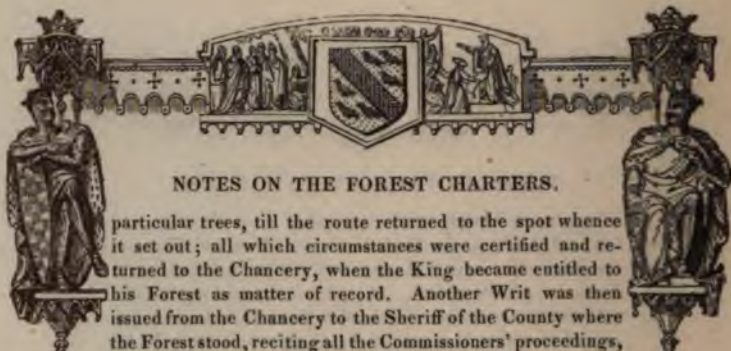 NOTES ON THE FOREST CHARTERS.
particular trees, till the route returned to the spot whence
it set out; all which circumstances were certified and re-
turned to the Chancery, when the King became entitled to
his Forest as matter of record. Another Writ was then
issued from the Chancery to the Sheriff of the County where
the Forest stood, reciting all the Commissioners' proceedings,